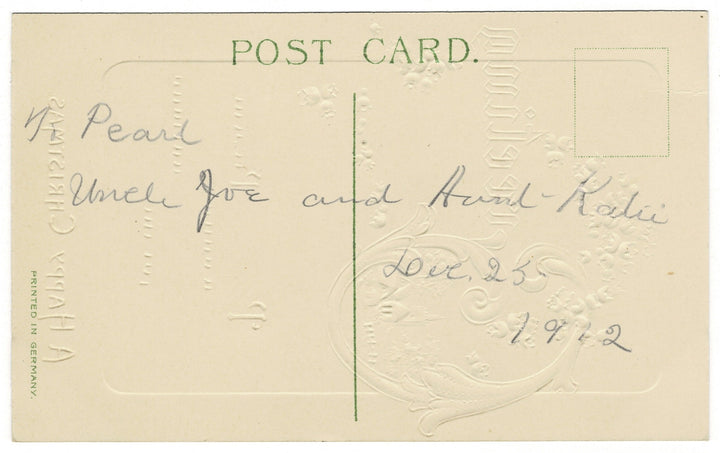 POST CARD.
To Pearl
Uncle Joe and Aunt Katie
Dec. 25
1912
PRINTED IN GERMANY.
A HAPPY CHRISTMAS